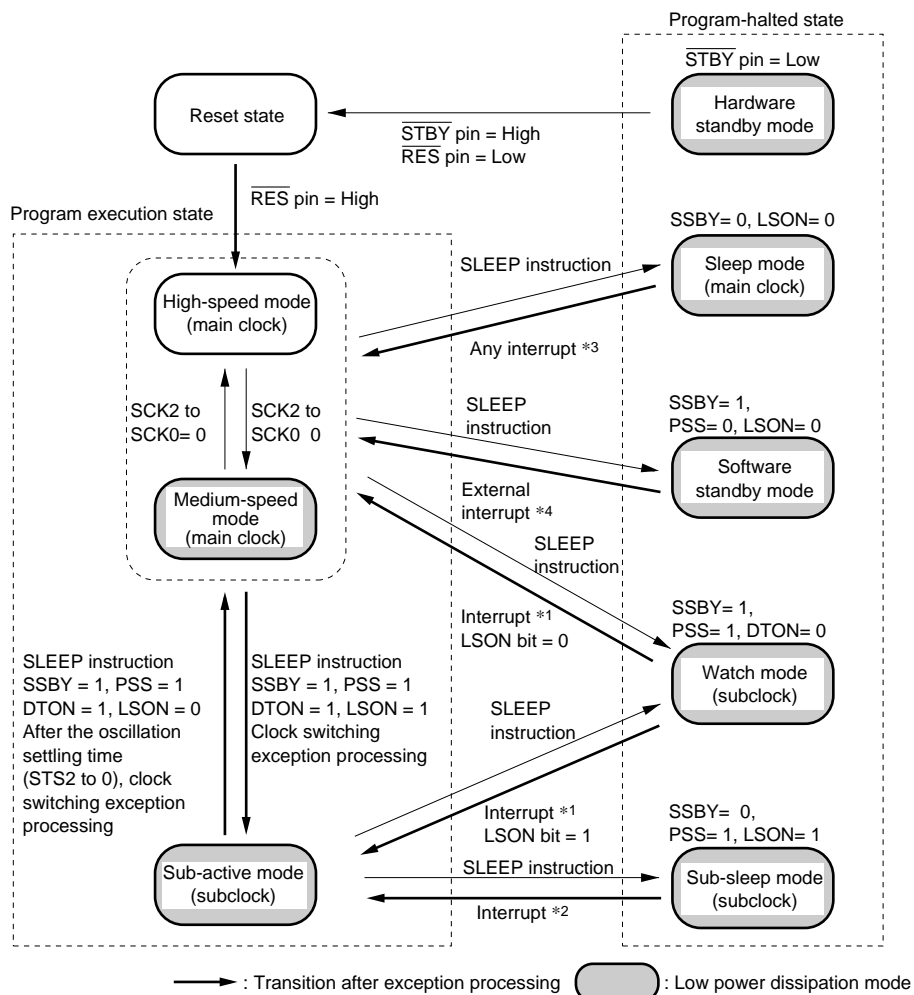 Program-halted state
STBY pin = Low
Hardware
standby mode
Reset state
STBY pin = High
RES pin = Low
RES pin = High
Program execution state
SSBY= 0, LSON= 0
SLEEP instruction
Sleep mode
(main clock)
High-speed mode
(main clock)
Any interrupt *3
SCK2 to
SCK0= 0
SCK2 to
SCK0 0
SLEEP
instruction
SSBY= 1,
PSS= 0, LSON= 0
Software
standby mode
Medium-speed
mode
(main clock)
External
interrupt *4
SLEEP
instruction
Interrupt *1
LSON bit = 0
SSBY= 1,
PSS= 1, DTON= 0
Watch mode
(subclock)
SLEEP instruction
SSBY = 1, PSS = 1
DTON = 1, LSON = 0
After the oscillation
settling time
(STS2 to 0), clock
switching exception
processing
SLEEP instruction
SSBY = 1, PSS = 1
DTON = 1, LSON = 1
Clock switching
exception processing
SLEEP
instruction
Interrupt *1
LSON bit = 1
SSBY= 0,
PSS= 1, LSON= 1
Sub-active mode
(subclock)
SLEEP instruction
Sub-sleep mode
(subclock)
Interrupt *2
: Transition after exception processing
: Low power dissipation mode